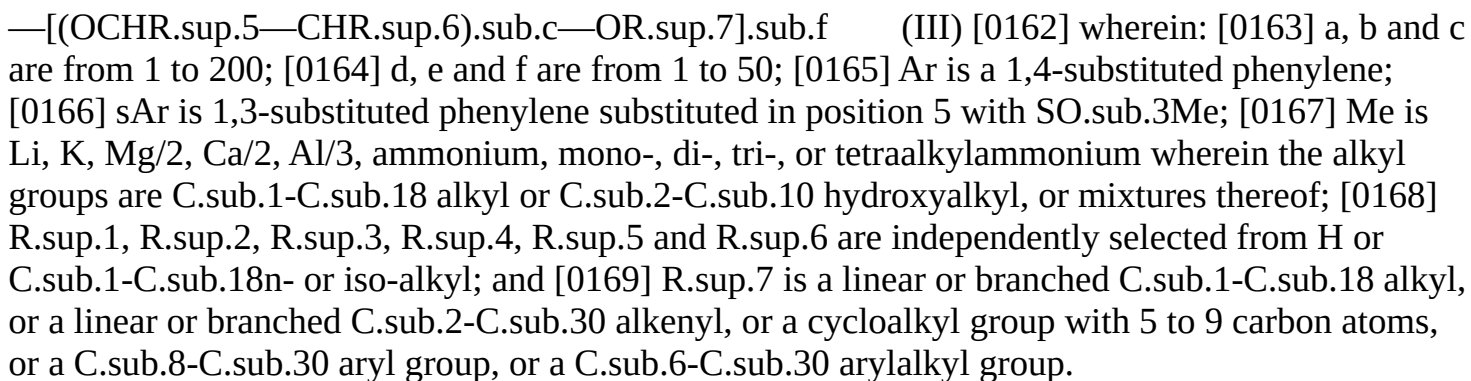 —[(OCHR.sup.5—CHR.sup.6).sub.c—OR.sup.7].sub.f  (III) [0162] wherein: [0163] a, b and c
are from 1 to 200; [0164] d, e and f are from 1 to 50; [0165] Ar is a 1,4-substituted phenylene;
[0166] sAr is 1,3-substituted phenylene substituted in position 5 with SO.sub.3Me; [0167] Me is
Li, K, Mg/2, Ca/2, Al/3, ammonium, mono-, di-, tri-, or tetraalkylammonium wherein the alkyl
groups are C.sub.1-C.sub.18 alkyl or C.sub.2-C.sub.10 hydroxyalkyl, or mixtures thereof; [0168]
R.sup.1, R.sup.2, R.sup.3, R.sup.4, R.sup.5 and R.sup.6 are independently selected from H or
C.sub.1-C.sub.18n- or iso-alkyl; and [0169] R.sup.7 is a linear or branched C.sub.1-C.sub.18 alkyl,
or a linear or branched C.sub.2-C.sub.30 alkenyl, or a cycloalkyl group with 5 to 9 carbon atoms,
or a C.sub.8-C.sub.30 aryl group, or a C.sub.6-C.sub.30 arylalkyl group.